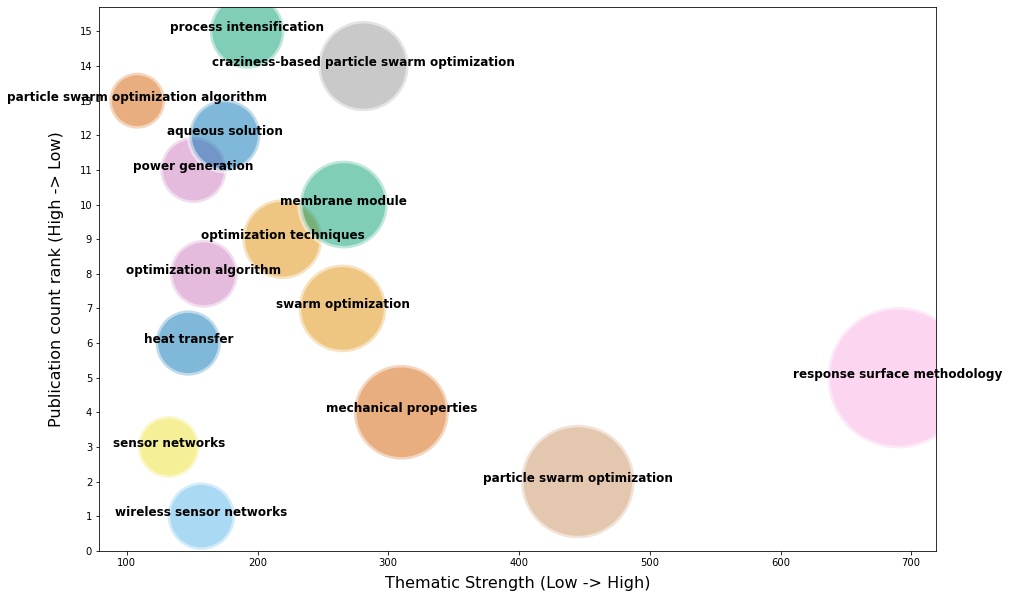 15
process intensification
14
craziness-based particle swarm optimization
13
particle swarm optimization algorithm
12
aqueous solution
11
power generation
10
membrane module
9
optimization techniques
8
optimization algorithm
7
swarm optimization
6
heat transfer
5
response surface methodology
4
mechanical properties
3
sensor networks
2
particle swarm optimization
1
wireless sensor networks
0
Publication count rank (High -> Low)
100 200 300 400 500 600 700
Thematic Strength (Low -> High)